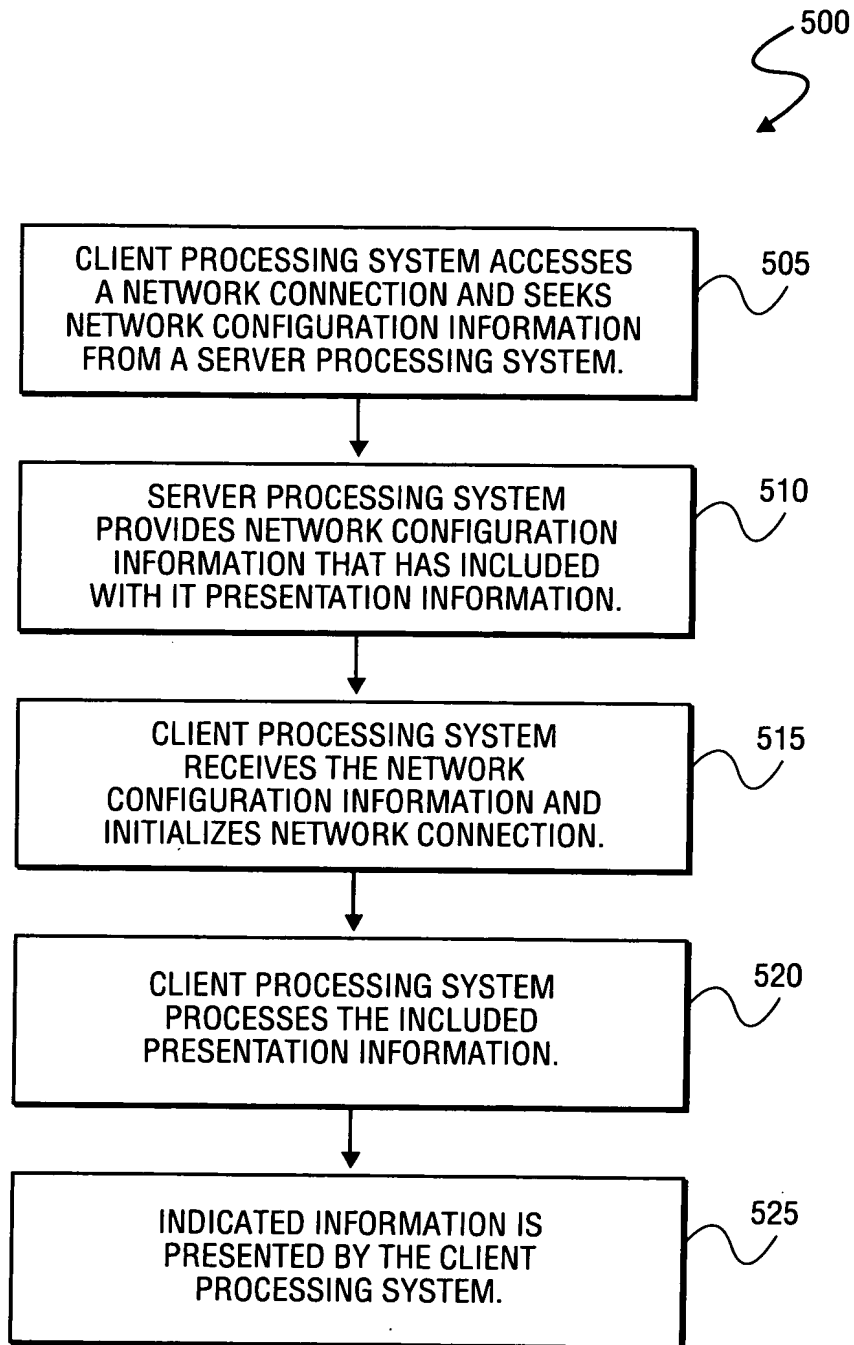 500
CLIENT PROCESSING SYSTEM ACCESSES
A NETWORK CONNECTION AND SEEKS
NETWORK CONFIGURATION INFORMATION
FROM A SERVER PROCESSING SYSTEM.
505
SERVER PROCESSING SYSTEM
PROVIDES NETWORK CONFIGURATION
INFORMATION THAT HAS INCLUDED
WITH IT PRESENTATION INFORMATION.
510
CLIENT PROCESSING SYSTEM
RECEIVES THE NETWORK
CONFIGURATION INFORMATION AND
INITIALIZES NETWORK CONNECTION.
515
CLIENT PROCESSING SYSTEM
PROCESSES THE INCLUDED
PRESENTATION INFORMATION.
520
INDICATED INFORMATION IS
PRESENTED BY THE CLIENT
PROCESSING SYSTEM.
525